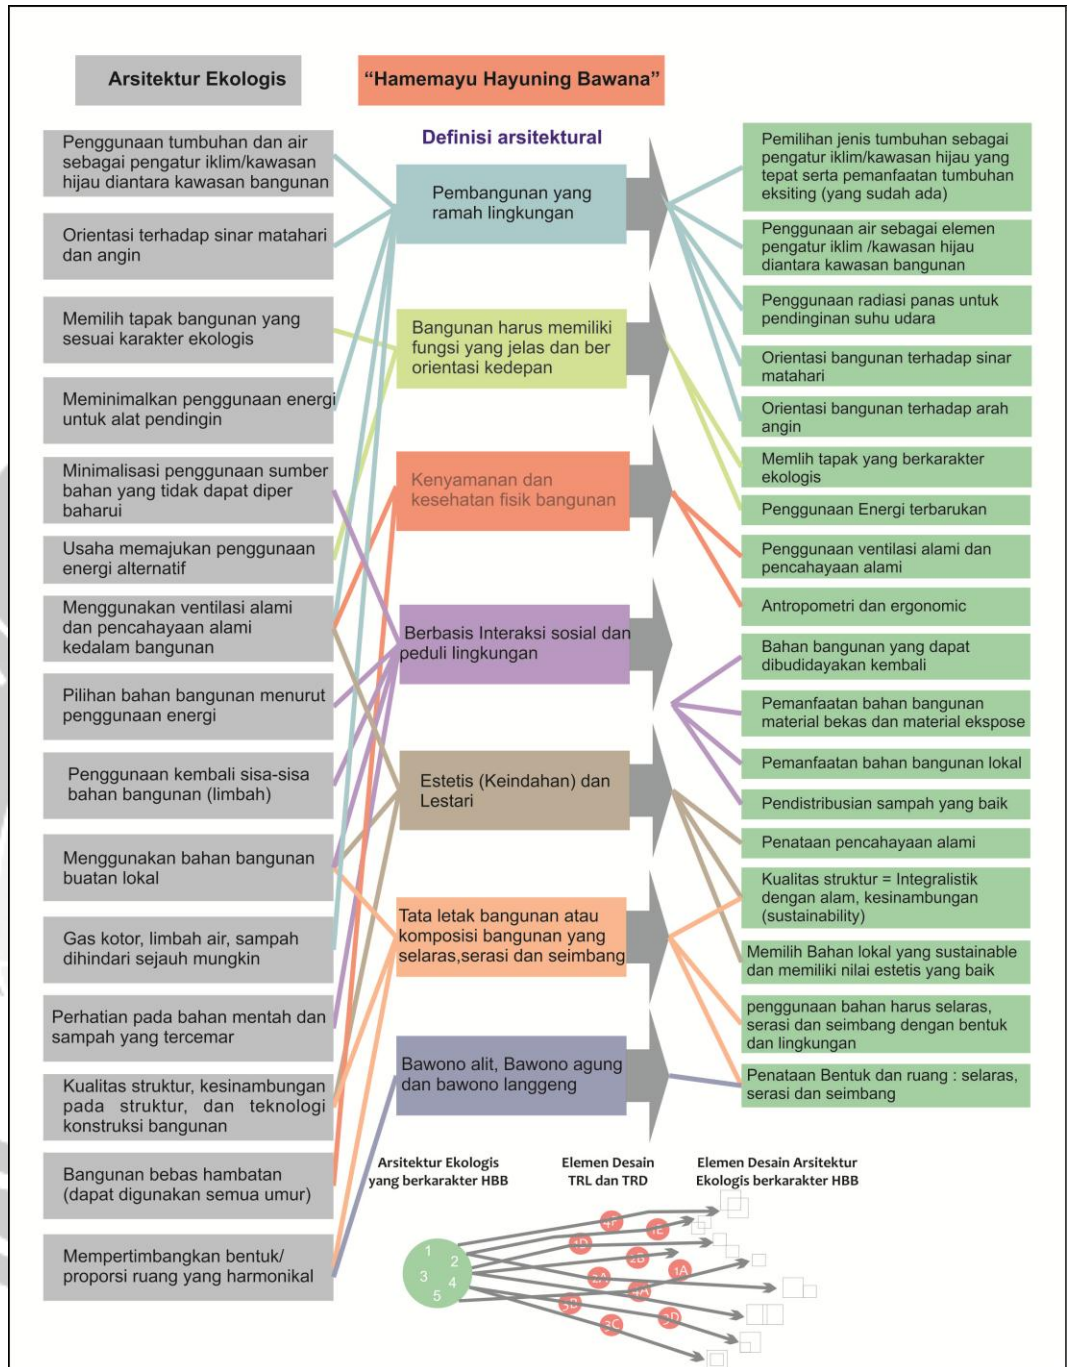 Arsitektur Ekologis
“Hamemayu Hayuning Bawana”
Penggunaan tumbuhan dan air
sebagai pengatur iklim/kawasan
hijau diantara kawasan bangunan
Orientasi terhadap sinar matahari
dan angin
Memilih tapak bangunan yang
sesuai karakter ekologis
Meminimalkan penggunaan energi
untuk alat pendingin
Minimalisasi penggunaan sumber
bahan yang tidak dapat diper
baharui
Usaha memajukan penggunaan
energi alternatif
Menggunakan ventilasi alami
dan pencahayaan alami
kedalam bangunan
Pilihan bahan bangunan menurut
penggunaan energi
Penggunaan kembali sisa-sisa
bahan bangunan (limbah)
Menggunakan bahan bangunan
buatan lokal
Gas kotor, limbah air, sampah
dihindari sejauh mungkin
Perhatian pada bahan mentah dan
sampah yang tercemar
Kualitas struktur, kesinambungan
pada struktur, dan teknologi
konstruksi bangunan
Bangunan bebas hambatan
(dapat digunakan semua umur)
Mempertimbangkan bentuk/
proporsi ruang yang harmonikal
Definisi arsitektural
Pembangunan yang
ramah lingkungan
Bangunan harus memiliki
fungsi yang jelas dan ber
orientasi kedepan
Kenyamanan dan
kesehatan fisik bangunan
Berbasis Interaksi sosial dan
peduli lingkungan
Estetis (Keindahan) dan
Lestari
Tata letak bangunan atau
komposisi bangunan yang
selaras,serasi dan seimbang
Bawono alit, Bawono agung
dan bawono langgeng
Pemilihan jenis tumbuhan sebagai
pengatur iklim/kawasan hijau yang
tepat serta pemanfaatan tumbuhan
eksiting (yang sudah ada)
Penggunaan air sebagai elemen
pengatur iklim /kawasan hijau
diantara kawasan bangunan
Penggunaan radiasi panas untuk
pendinginan suhu udara
Orientasi bangunan terhadap sinar
matahari
Orientasi bangunan terhadap arah
angin
Memlih tapak yang berkarakter
ekologis
Penggunaan Energi terbarukan
Penggunaan ventilasi alami dan
pencahayaan alami
Antropometri dan ergonomic
Bahan bangunan yang dapat
dibudidayakan kembali
Pemanfaatan bahan bangunan
material bekas dan material ekspose
Pemanfaatan bahan bangunan lokal
Pendistribusian sampah yang baik
Penataan pencahayaan alami
Kualitas struktur = Integralistik
dengan alam, kesinambungan
(sustainability)
Memilih Bahan lokal yang sustainable
dan memiliki nilai estetis yang baik
penggunaan bahan harus selaras,
serasi dan seimbang dengan bentuk
dan lingkungan
Penataan Bentuk dan ruang : selaras,
serasi dan seimbang
Arsitektur Ekologis
yang berkarakter HBB
Elemen Desain
TRL dan TRD
Elemen Desain Arsitektur
Ekologis berkarakter HBB
1
2
3
4
5
4F
1E
1D
2B
1A
2A
4A
3B
3C
3D